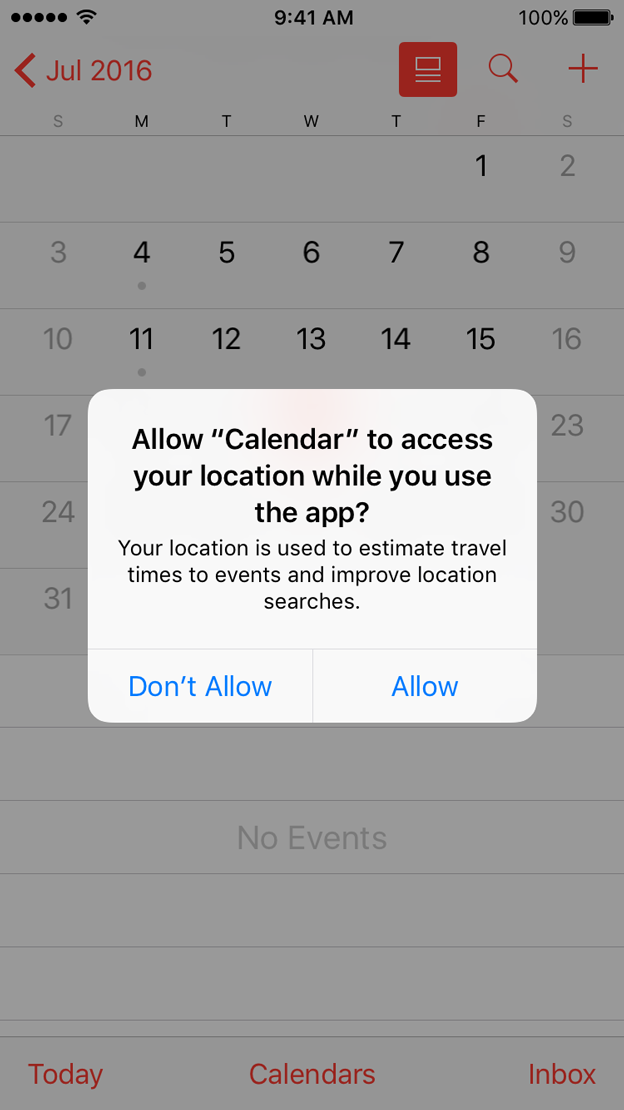 9:41 AM 100%
Jul 2016
S M T W T F S
1 2
3 4 5 6 7 8 9
10 11 12 13 14 15 16
17 23
24 30
31
Allow “Calendar” to access
your location while you use
the app?
Your location is used to estimate travel
times to events and improve location
searches.
Don’t Allow Allow
No Events
Today Calendars Inbox